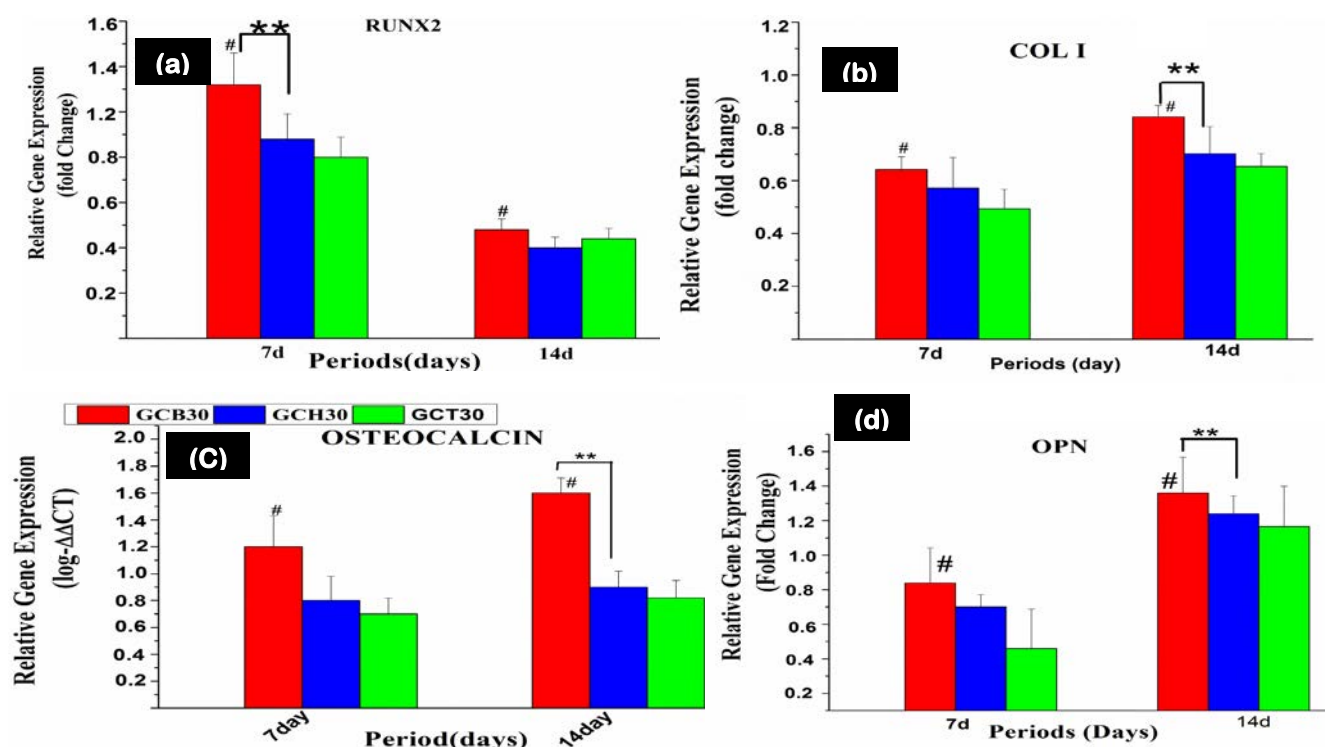 (a)
RUNX2
Relative Gene Expression
(fold Change)
1.6
1.4
1.2
1.0
0.8
0.6
0.4
0.2
#
**
#
7d
14d
Periods(days)
(b)
COL I
Relative Gene Expression
(fold change)
1.2
1.0
0.8
0.6
0.4
0.2
#
**
#
7d
14d
Periods (day)
GCB30 GCH30 GCT30
(C)
OSTEOCALCIN
Relative Gene Expression
(log-ΔΔCT)
2.0
1.8
1.6
1.4
1.2
1.0
0.8
0.6
0.4
0.2
#
**
#
7day
14day
Period(days)
(d)
OPN
Relative Gene Expression
(Fold Change)
1.6
1.4
1.2
1.0
0.8
0.6
0.4
0.2
#
**
#
7d
14d
Periods (Days)